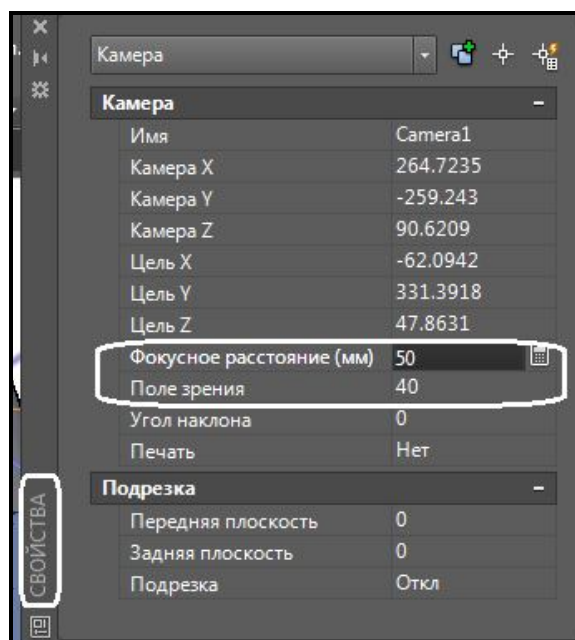 Камера
Камера
Имя Camera1
Камера X 264.7235
Камера Y -259.243
Камера Z 90.6209
Цель X -62.0942
Цель Y 331.3918
Цель Z 47.8631
Фокусное расстояние (мм) 50
Поле зрения 40
Угол наклона 0
Печать Нет
Подрезка
Передняя плоскость 0
Задняя плоскость 0
Подрезка Откл
СВОЙСТВА